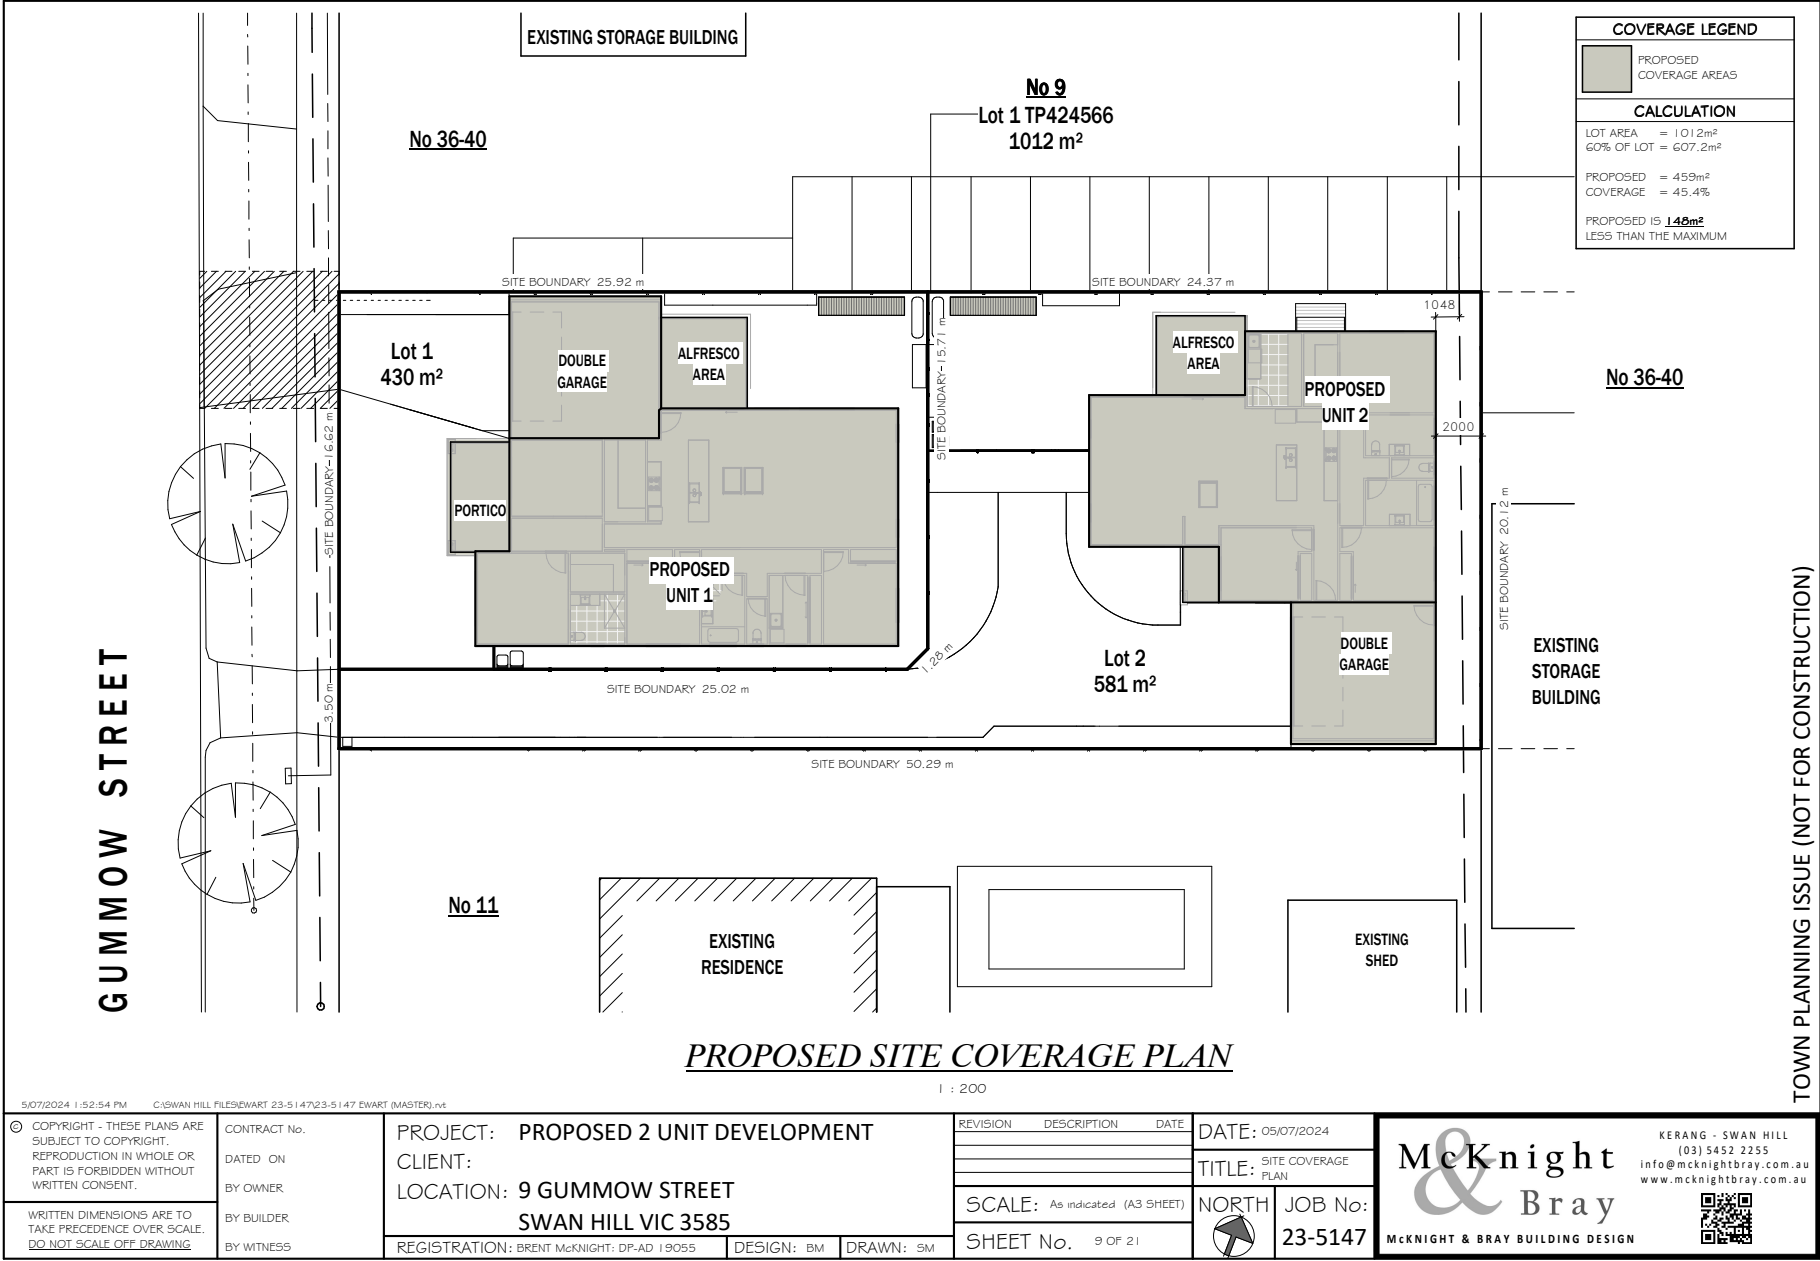 EXISTING STORAGE BUILDING
No 9
Lot 1 TP424566
1012 m²
No 36-40
COVERAGE LEGEND
PROPOSED
COVERAGE AREAS
CALCULATION
LOT AREA = 1012m²
60% OF LOT = 607.2m²
PROPOSED = 459m²
COVERAGE = 45.4%
PROPOSED IS 148m²
LESS THAN THE MAXIMUM
SITE BOUNDARY 25.92 m
SITE BOUNDARY 24.37 m
1048
Lot 1
430 m²
DOUBLE
GARAGE
ALFRESCO
AREA
SITE BOUNDARY 15.71 m
ALFRESCO
AREA
PROPOSED
UNIT 2
No 36-40
2000
SITE BOUNDARY 16.62 m
PORTICO
PROPOSED
UNIT 1
SITE BOUNDARY 20.12 m
1.28 m
Lot 2
581 m²
DOUBLE
GARAGE
EXISTING
STORAGE
BUILDING
SITE BOUNDARY 25.02 m
3.50 m
SITE BOUNDARY 50.29 m
GUMMOW STREET
No 11
EXISTING
RESIDENCE
EXISTING
SHED
TOWN PLANNING ISSUE (NOT FOR CONSTRUCTION)
PROPOSED SITE COVERAGE PLAN
1 : 200
5/07/2024 1:52:54 PM C:\SWAN HILL FILES\EWART 23-5147\23-5147 EWART (MASTER).rvt
© COPYRIGHT - THESE PLANS ARE
SUBJECT TO COPYRIGHT.
REPRODUCTION IN WHOLE OR
PART IS FORBIDDEN WITHOUT
WRITTEN CONSENT.
WRITTEN DIMENSIONS ARE TO
TAKE PRECEDENCE OVER SCALE.
DO NOT SCALE OFF DRAWING
CONTRACT No.
DATED ON
BY OWNER
BY BUILDER
BY WITNESS
PROJECT: PROPOSED 2 UNIT DEVELOPMENT
CLIENT:
LOCATION: 9 GUMMOW STREET
SWAN HILL VIC 3585
REGISTRATION: BRENT McKNIGHT: DP-AD 19055 DESIGN: BM DRAWN: SM
REVISION DESCRIPTION DATE
SCALE: As indicated (A3 SHEET)
SHEET No. 9 OF 21
DATE: 05/07/2024
TITLE: SITE COVERAGE
PLAN
NORTH
JOB No:
23-5147
McKnight
&
Bray
McKNIGHT & BRAY BUILDING DESIGN
KERANG - SWAN HILL
(03) 5452 2255
info@mcknightbray.com.au
www.mcknightbray.com.au